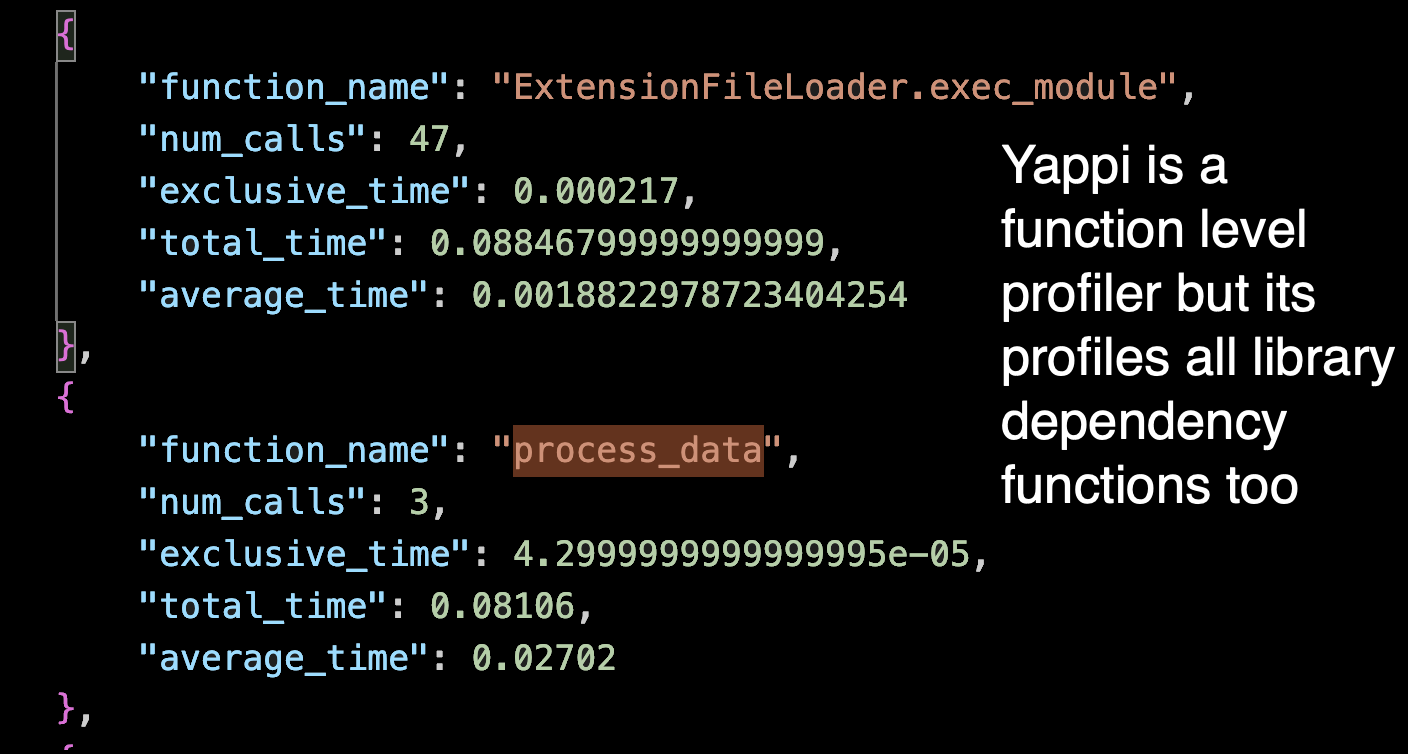 {
"function_name": "ExtensionFileLoader.exec_module",
"num_calls": 47,
"exclusive_time": 0.000217,
"total_time": 0.08846799999999999,
"average_time": 0.0018822978723404254
},
{
"function_name": "process_data",
"num_calls": 3,
"exclusive_time": 4.2999999999999995e-05,
"total_time": 0.08106,
"average_time": 0.02702
},
{
Yappi is a
function level
profiler but its
profiles all library
dependency
functions too